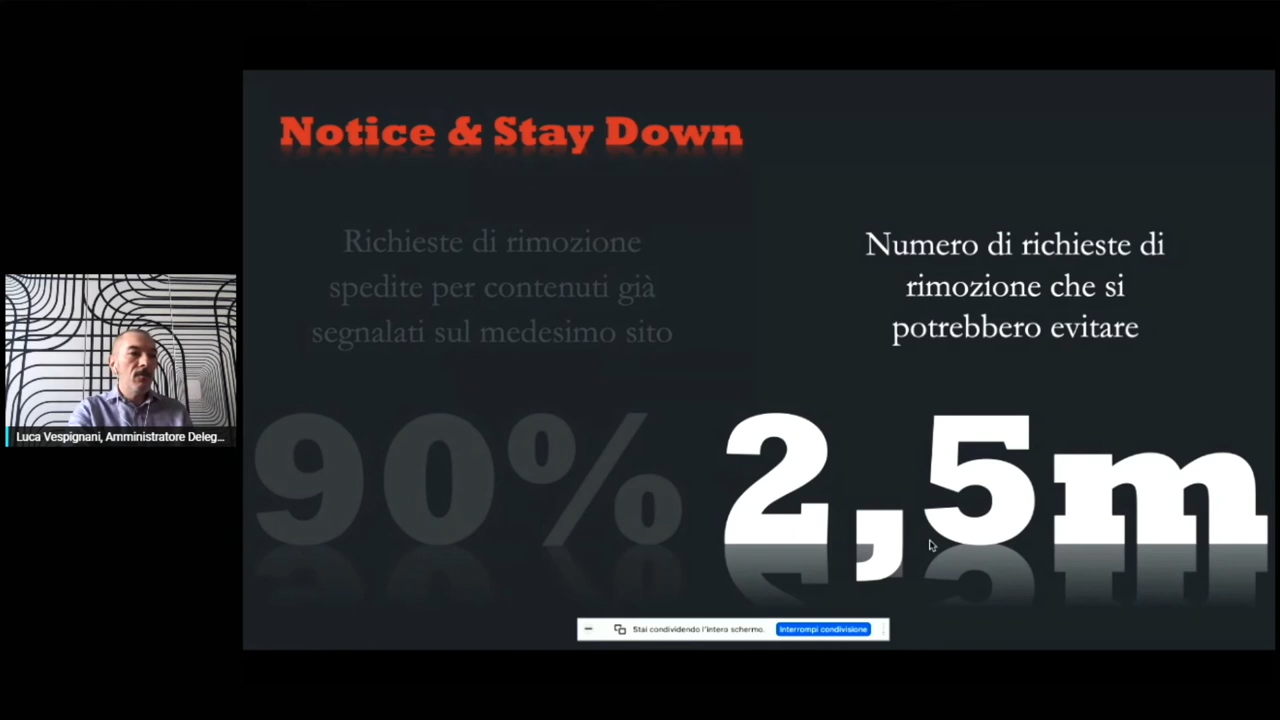 Notice & Stay Down
Richieste di rimozione
spedite per contenuti già
segnalati sul medesimo sito
90%
Numero di richieste di
rimozione che si
potrebbero evitare
2,5m
Luca Vespignani, Amministratore Deleg...
Stai condividendo l'intero schermo.
Interrompi condivisione